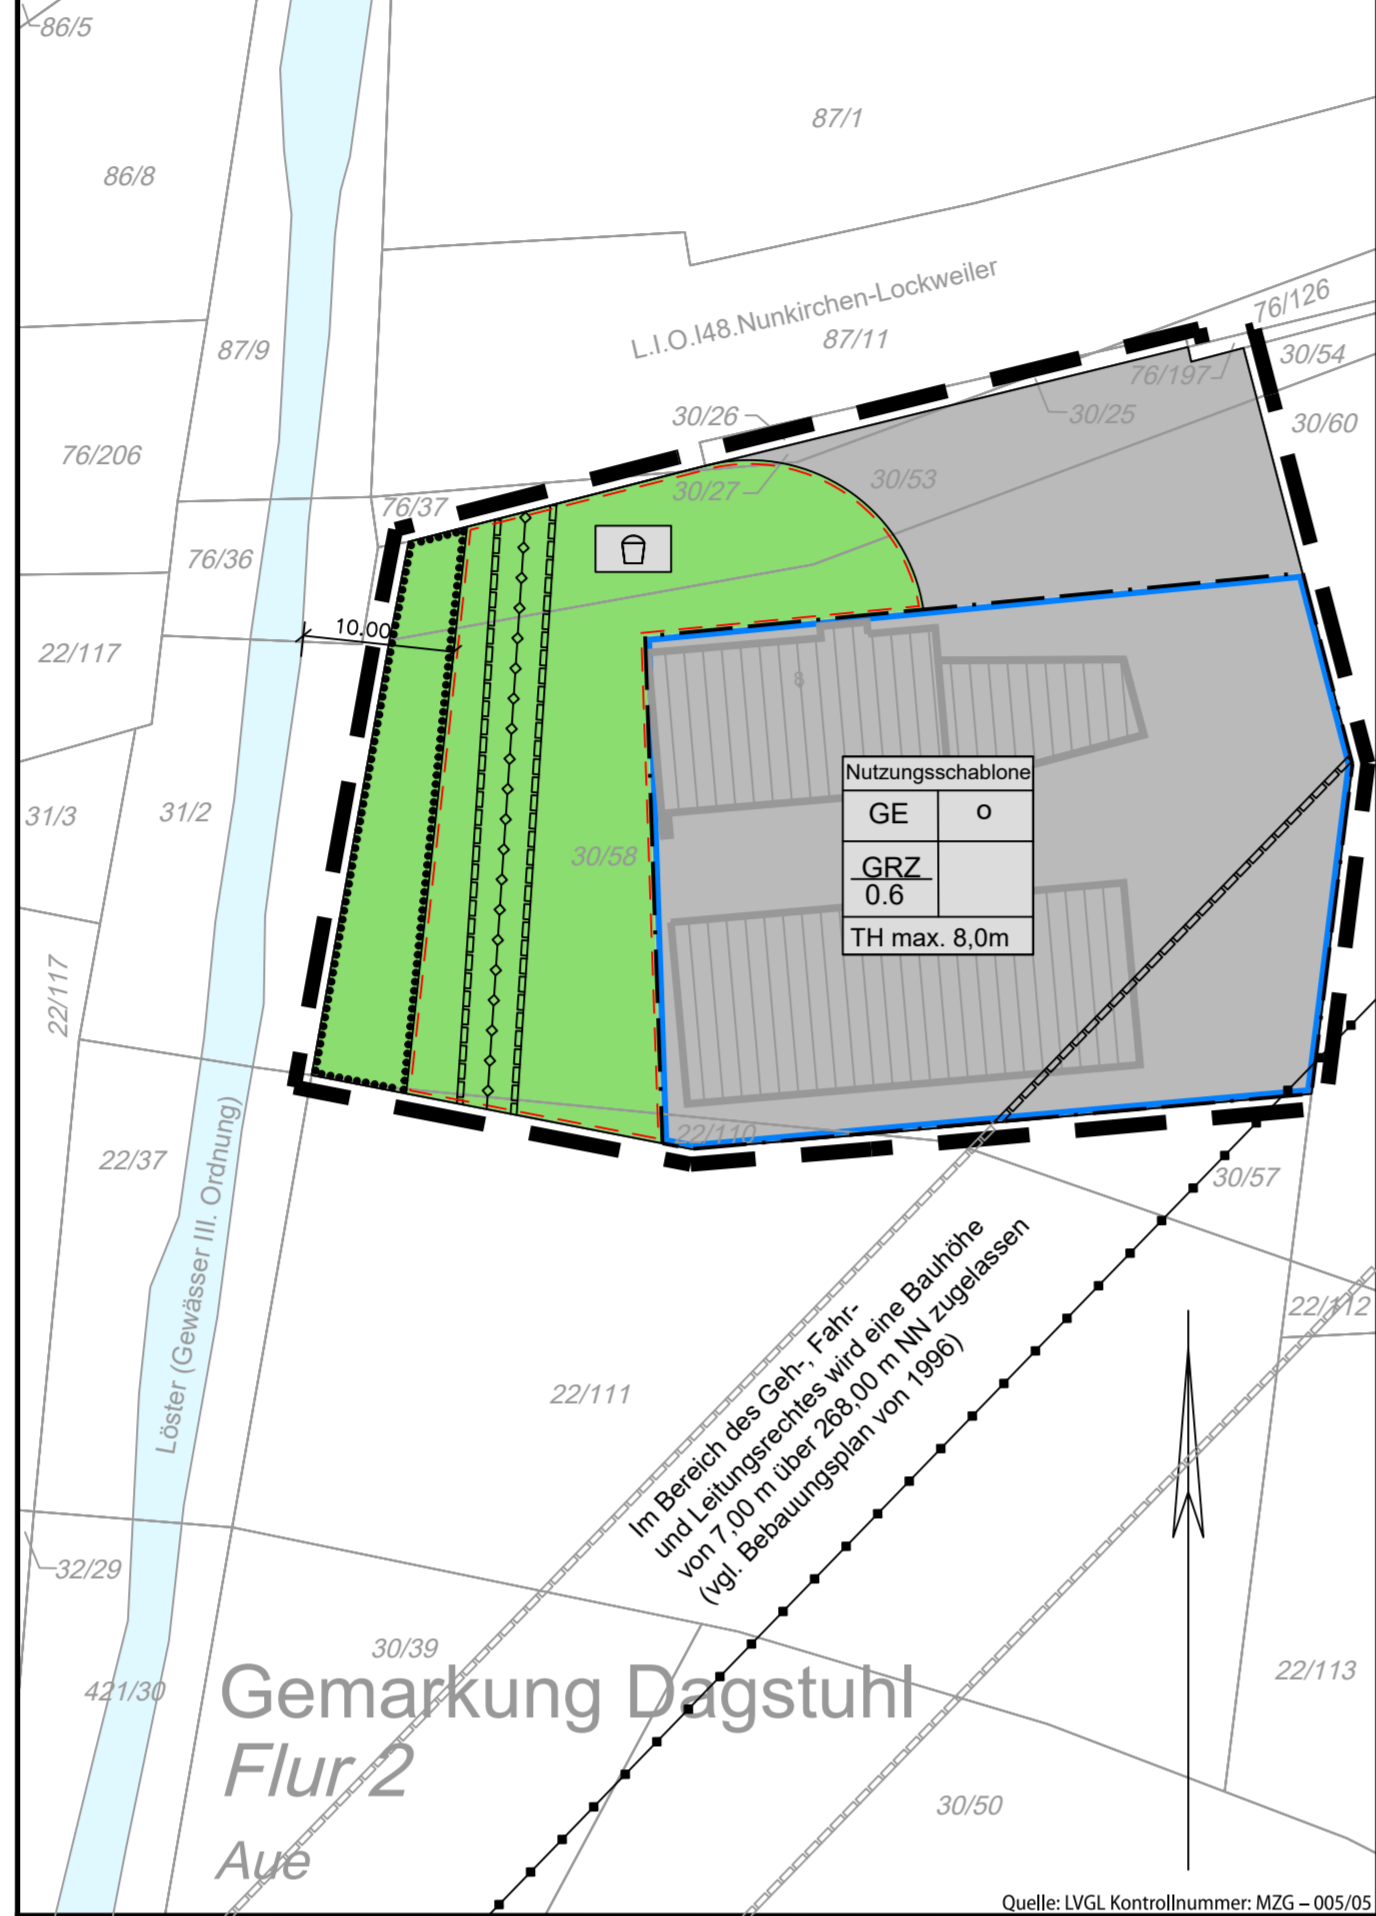 86/5
87/1
86/8
L.I.O.I48.Nunkirchen-Lockweiler
76/126
87/9
87/11
30/54
76/197
30/26
30/25
30/60
76/206
30/53
30/27
76/37
76/36
10.00
22/117
8
Nutzungsschablone
GE o
31/3
31/2
30/58
GRZ
0.6
TH max. 8,0m
22/117
22/110
22/37
30/57
Löster (Gewässer III. Ordnung)
22/112
22/111
Im Bereich des Geh-, Fahr-
und Leitungsrechtes wird eine Bauhöhe
von 7,00 m über 268,00 m NN zugelassen
(vgl. Bebauungsplan von 1996)
32/29
30/39
22/113
421/30
Gemarkung Dagstuhl
Flur 2
30/50
Aue
Quelle: LVGL Kontrollnummer: MZG – 005/05